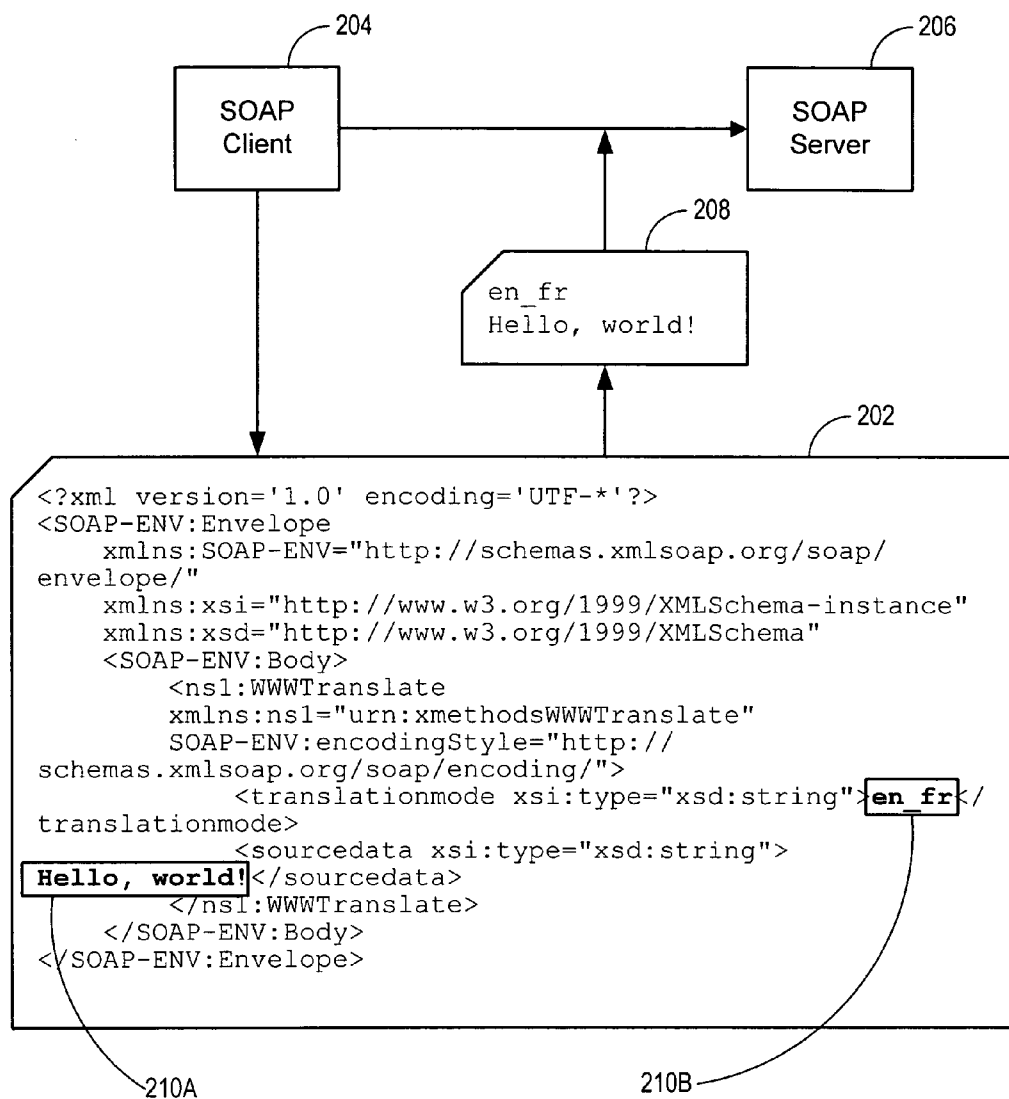 204
206
SOAP
Client
SOAP
Server
208
en_fr
Hello, world!
202
<?xml version='1.0' encoding='UTF-*'?>
<SOAP-ENV:Envelope
    xmlns:SOAP-ENV="http://schemas.xmlsoap.org/soap/
envelope/"
    xmlns:xsi="http://www.w3.org/1999/XMLSchema-instance"
    xmlns:xsd="http://www.w3.org/1999/XMLSchema"
    <SOAP-ENV:Body>
        <ns1:WWWTranslate
        xmlns:ns1="urn:xmethodsWWWTranslate"
        SOAP-ENV:encodingStyle="http://
schemas.xmlsoap.org/soap/encoding/">
            <translationmode xsi:type="xsd:string">en_fr</
translationmode>
            <sourcedata xsi:type="xsd:string">
Hello, world!</sourcedata>
        </ns1:WWWTranslate>
    </SOAP-ENV:Body>
</SOAP-ENV:Envelope>
210A
210B